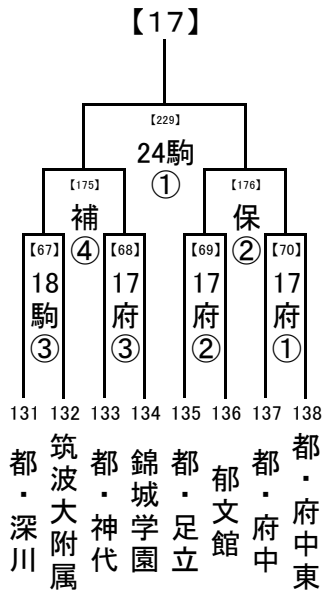 【17】
【229】
24駒
①
【175】
補
④
【176】
保
②
【67】
18
駒
③
【68】
17
府
③
【69】
17
府
②
【70】
17
府
①
131 132 133 134 135 136 137 138
都・深川
筑波大附属
都・神代
錦城学園
都・足立
郁文館
都・府中
都・府中東